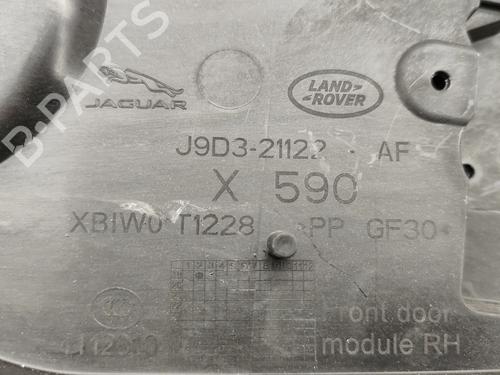 B-PARTS
JAGUAR
LAND-
ROVER
J9D3-21122 - AF
X 590
XBIW0 T1228 PP GF30
Front door
module RH